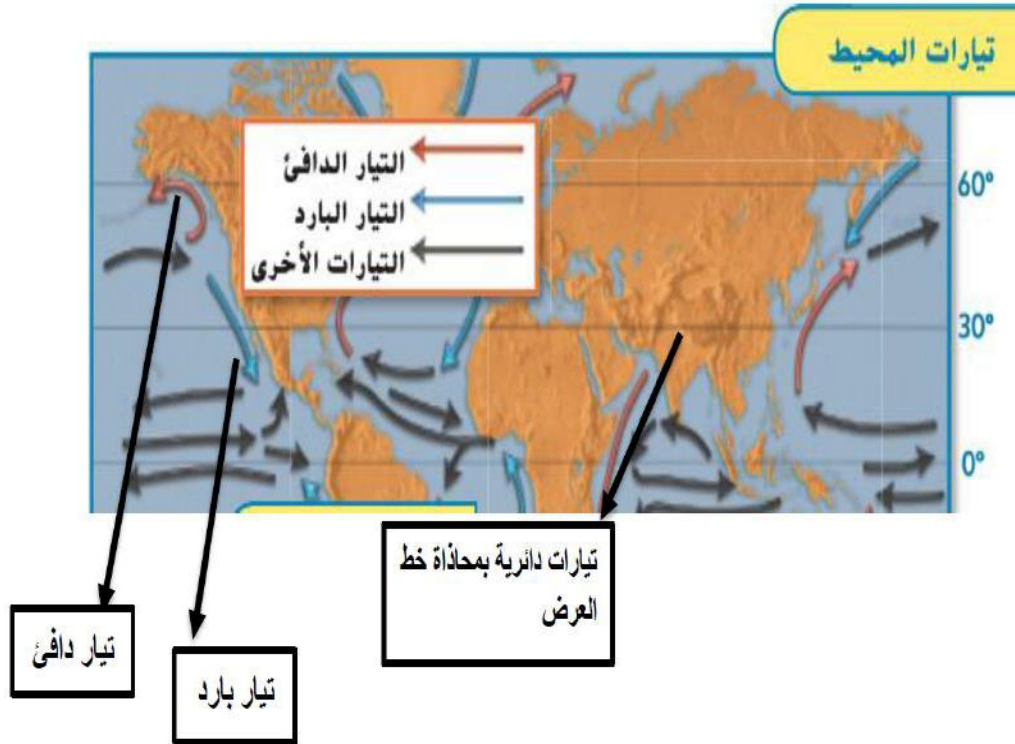 تيارات المحيط
التيار الدافئ
التيار البارد
التيارات الأخرى
60°
30°
0°
تيارات دائرية بمحاذاة خط
العرض
تيار دافئ
تيار بارد